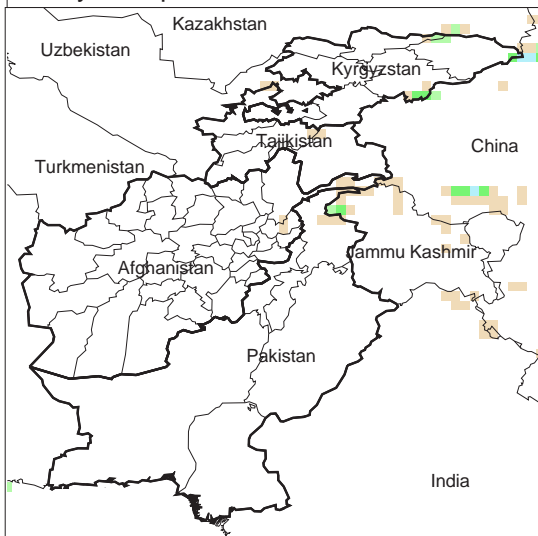 Kazakhstan
Uzbekistan
Kyrgyzstan
Tajikistan
China
Turkmenistan
Jammu Kashmir
Afghanistan
Pakistan
India